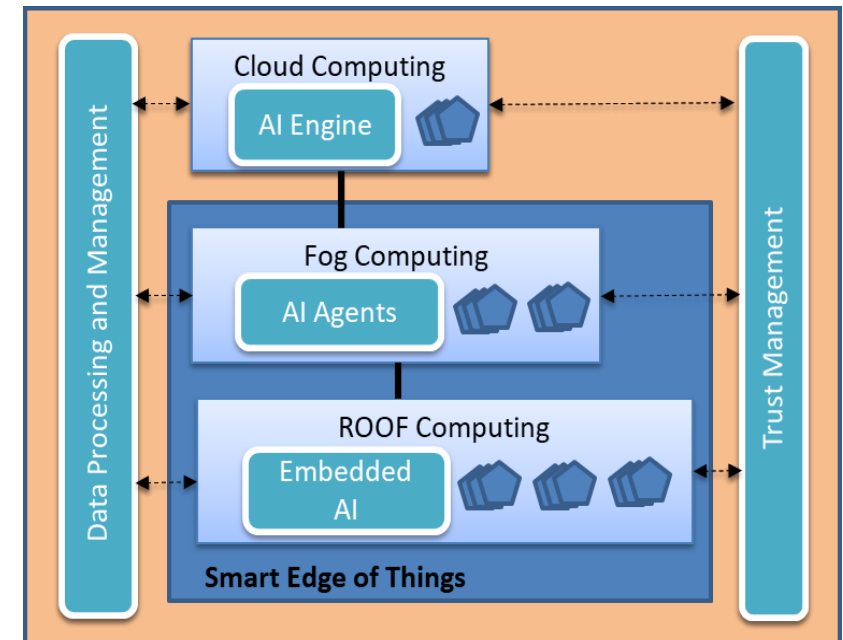 Data Processing and Management
Cloud Computing
AI Engine
Fog Computing
AI Agents
ROOF Computing
Embedded
AI
Smart Edge of Things
Trust Management